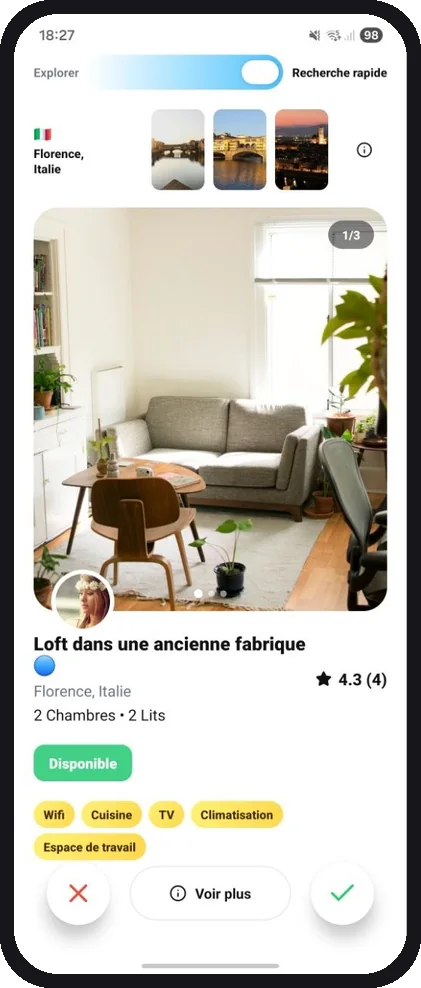 18:27
98
Explorer
Recherche rapide
Florence,
Italie
1/3
Loft dans une ancienne fabrique
Florence, Italie
4.3 (4)
2 Chambres • 2 Lits
Disponible
Wifi
Cuisine
TV
Climatisation
Espace de travail
Voir plus